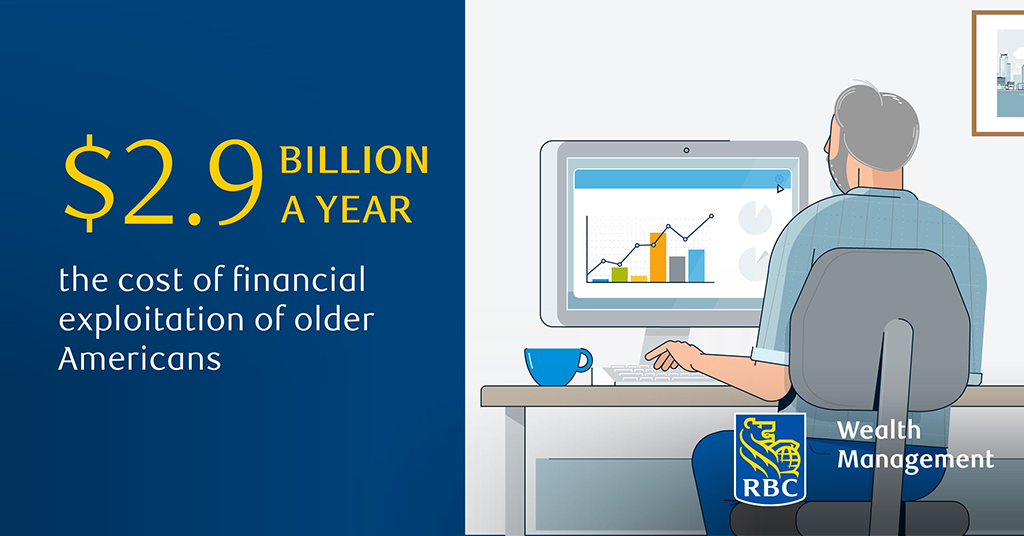 $2.9 BILLION
A YEAR
the cost of financial
exploitation of older
Americans
RBC
Wealth
Management